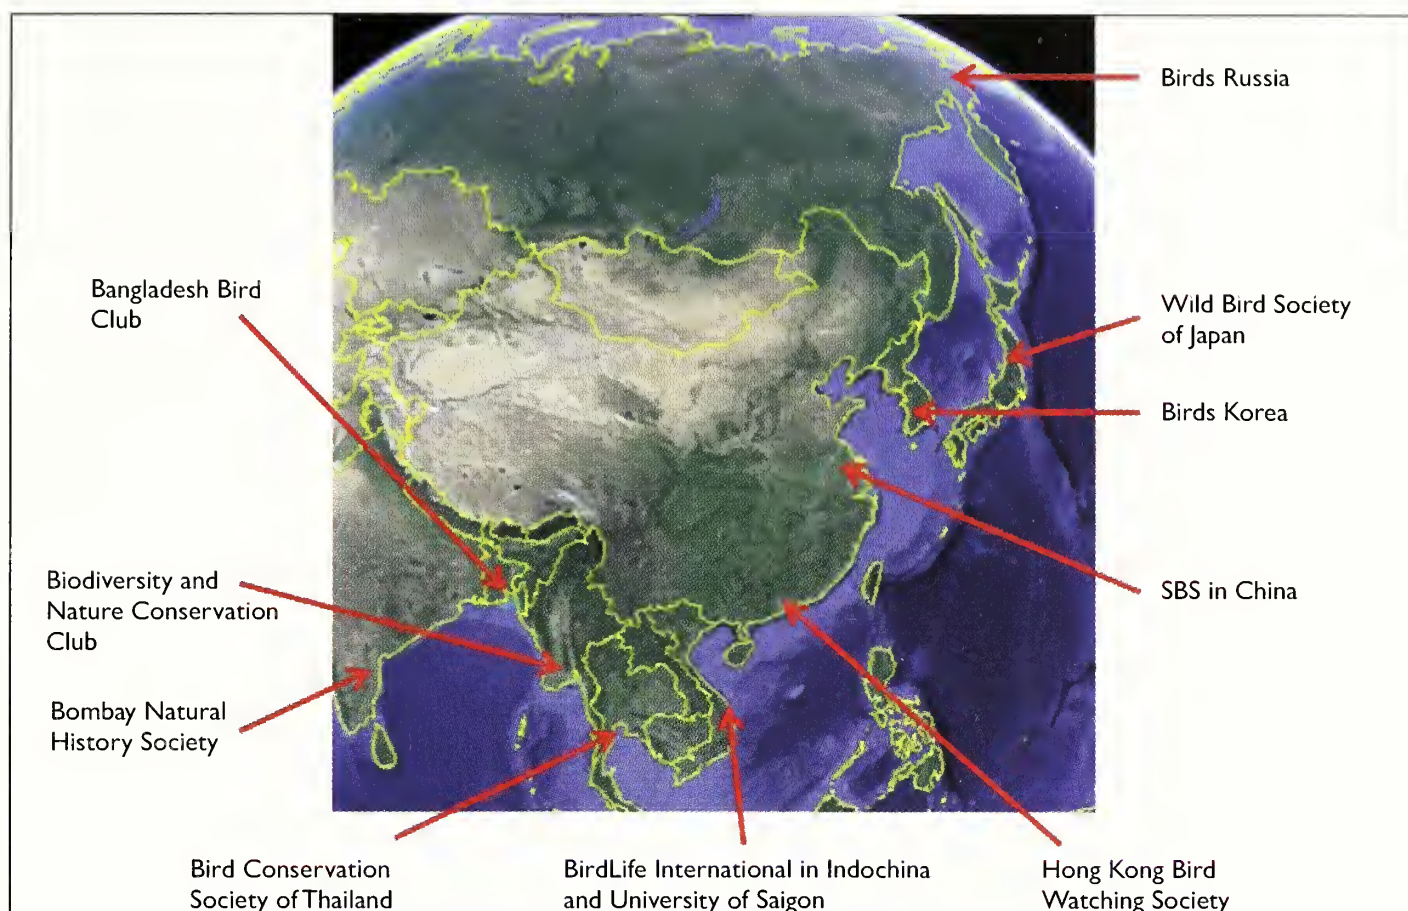 Birds Russia
Bangladesh Bird
Club
Wild Bird Society
of Japan
Birds Korea
Biodiversity and
Nature Conservation
Club
SBS in China
Bombay Natural
History Society
Bird Conservation
Society of Thailand
BirdLife International in Indochina
and University of Saigon
Hong Kong Bird
Watching Society